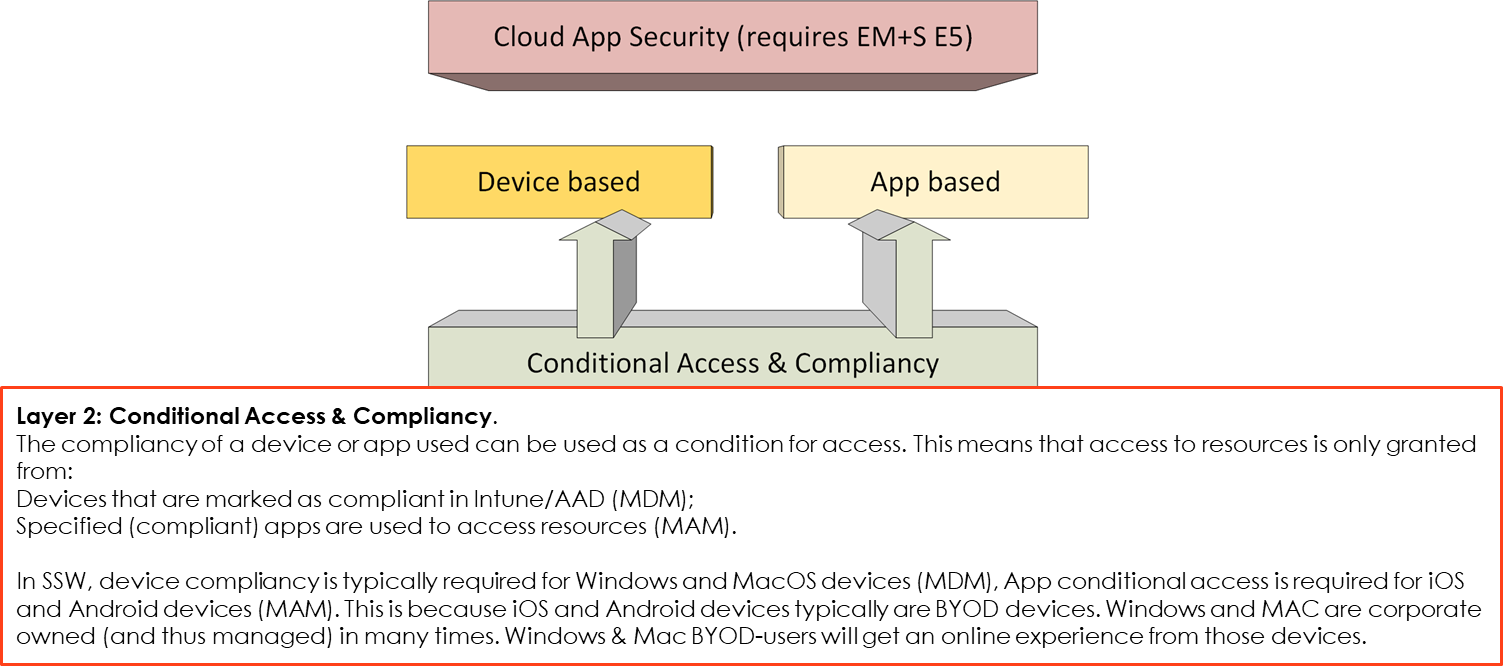 Cloud App Security (requires EM+S E5)
Device based
App based
Conditional Access & Compliancy
Layer 2: Conditional Access & Compliancy.
The compliancy of a device or app used can be used as a condition for access. This means that access to resources is only granted
from:
Devices that are marked as compliant in Intune/AAD (MDM);
Specified (compliant) apps are used to access resources (MAM).
In SSW, device compliancy is typically required for Windows and MacOS devices (MDM), App conditional access is required for iOS
and Android devices (MAM). This is because iOS and Android devices typically are BYOD devices. Windows and MAC are corporate
owned (and thus managed) in many times. Windows & Mac BYOD-users will get an online experience from those devices.